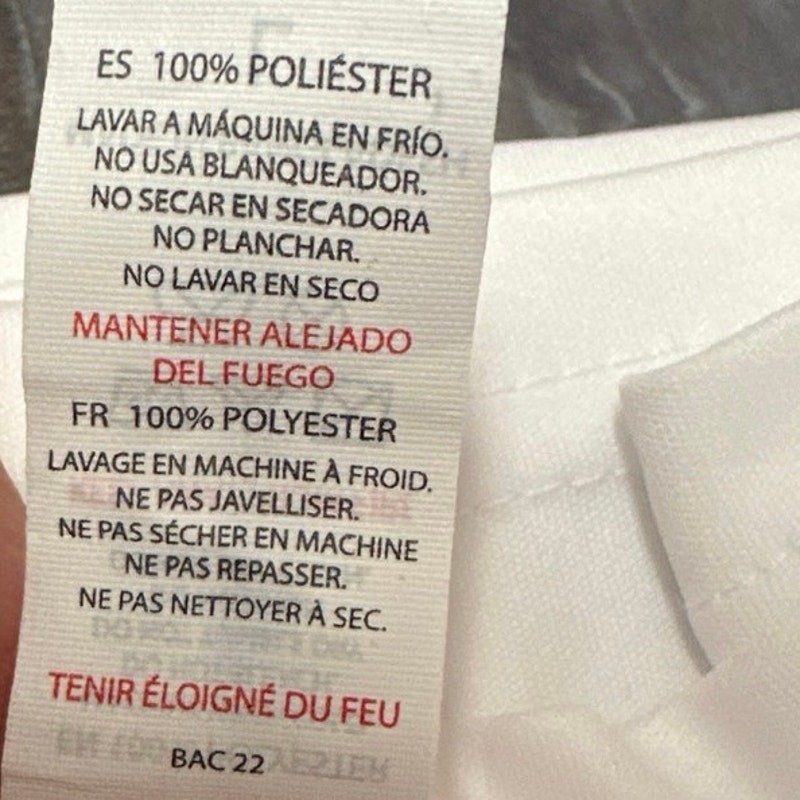 ES 100% POLIÉSTER
LAVAR A MÁQUINA EN FRÍO.
NO USA BLANQUEADOR.
NO SECAR EN SECADORA
NO PLANCHAR.
NO LAVAR EN SECO
MANTENER ALEJADO
DEL FUEGO
FR 100% POLYESTER
LAVAGE EN MACHINE À FROID.
NE PAS JAVELLISER.
NE PAS SÉCHER EN MACHINE
NE PAS REPASSER.
NE PAS NETTOYER À SEC.
TENIR ÉLOIGNÉ DU FEU
BAC 22